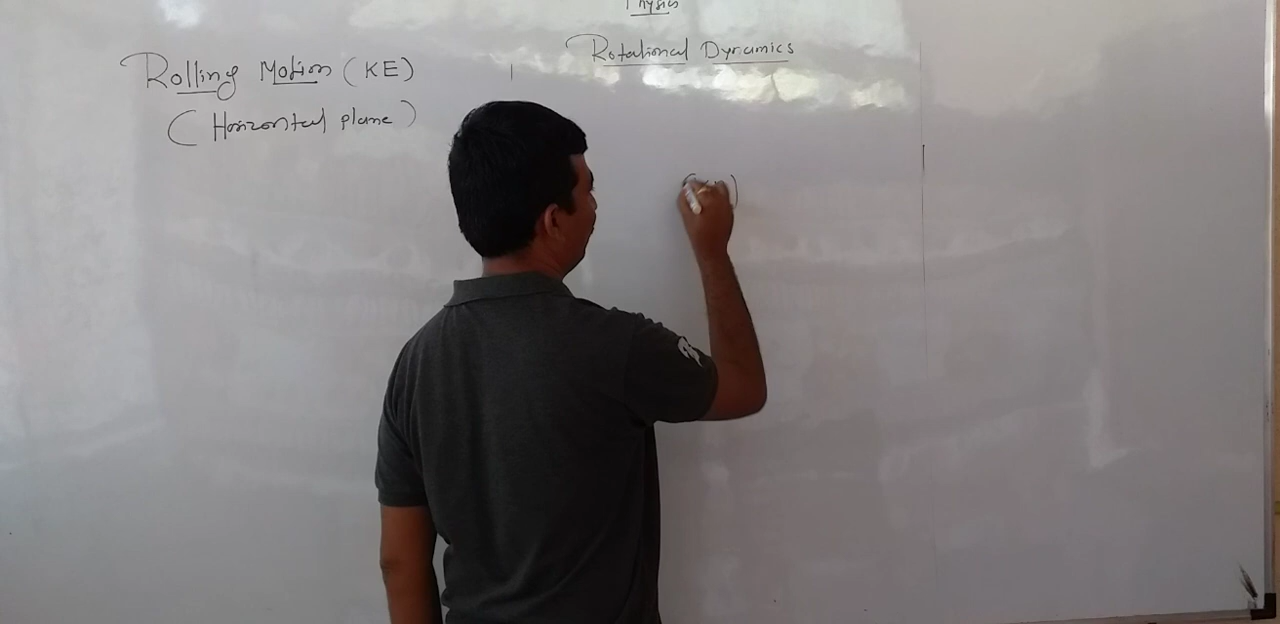 Physics
Rotational Dynamics
Rolling Motion (KE)
(Horizontal plane)